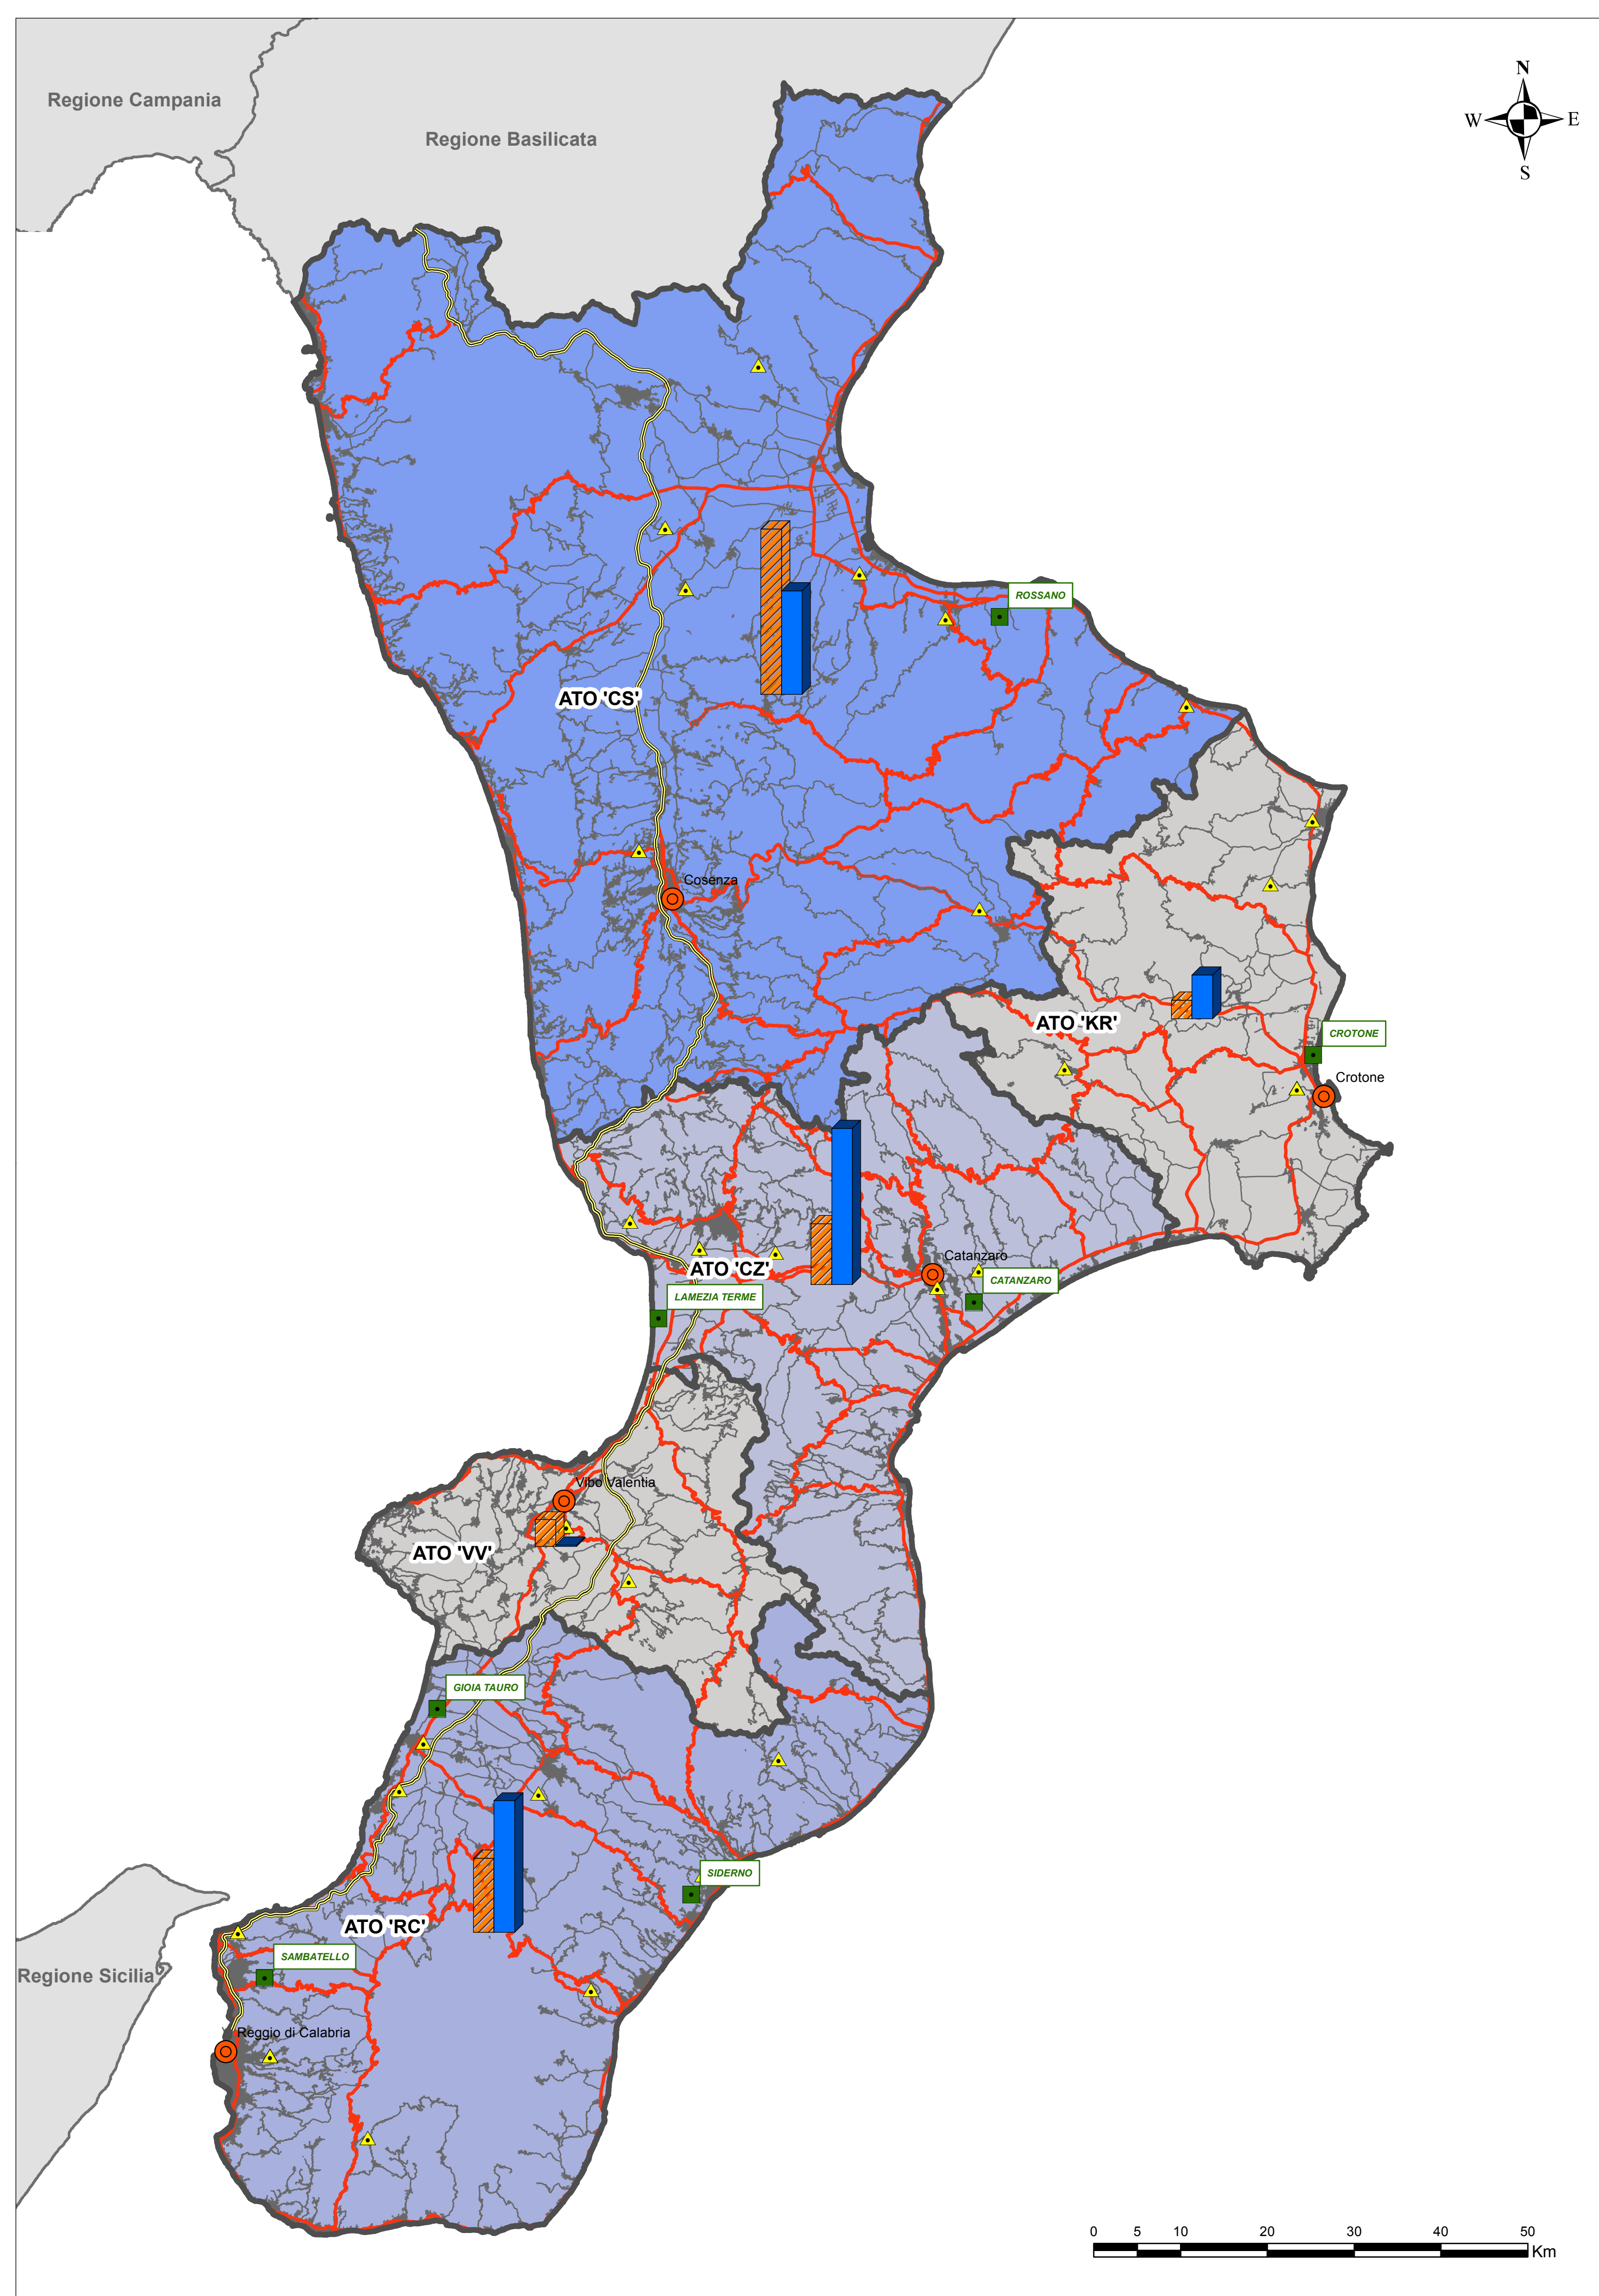 N
W E
S
Regione Campania
Regione Basilicata
ROSSANO
ATO 'CS'
Cosenza
ATO 'KR'
CROTONE
Crotone
Catanzaro
ATO 'CZ'
CATANZARO
LAMEZIA TERME
Vibo Valentia
ATO 'VV'
GIOIA TAURO
SIDERNO
ATO 'RC'
SAMBATELLO
Regione Sicilia
Reggio di Calabria
0 5 10 20 30 40 50
Km